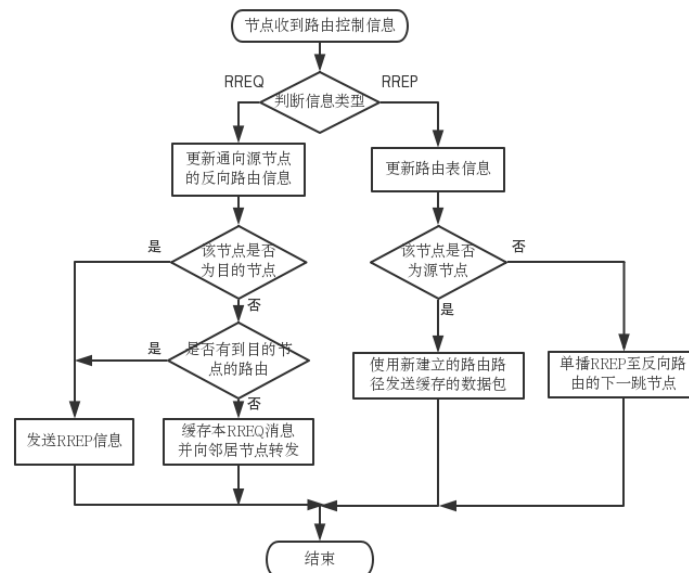 节点收到路由控制信息
RREQ
RREP
判断信息类型
更新通向源节点
的反向路由信息
更新路由表信息
是
该节点是否
为目的节点
该节点是否
为源节点
否
否
是
是
是否有到目的节
点的路由
使用新建立的路由路
径发送缓存的数据包
单播RREP至反向路
由的下一跳节点
否
发送RREP信息
缓存本RREQ消息
并向邻居节点转发
结束